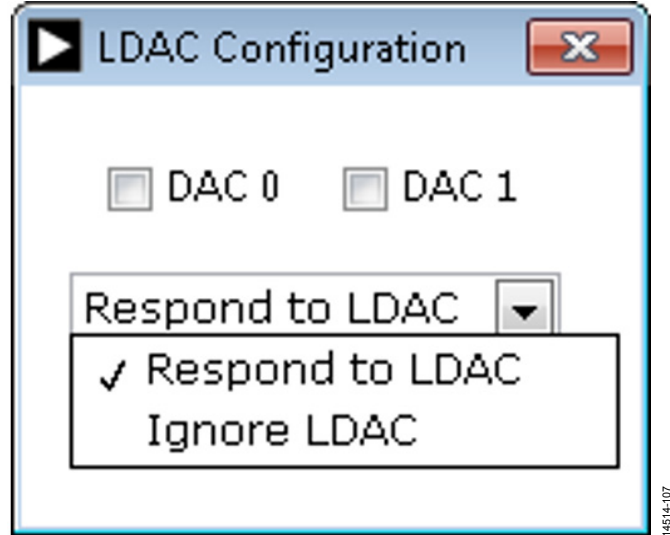 LDAC Configuration
DAC 0 DAC 1
Respond to LDAC
Respond to LDAC
Ignore LDAC
14514-107